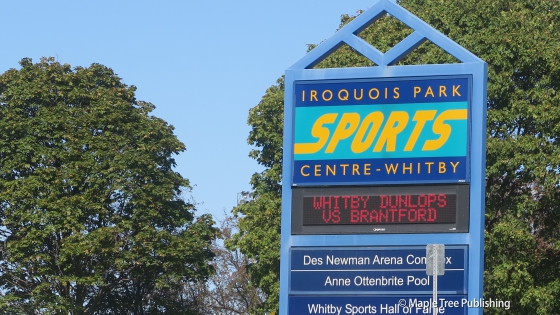 IROQUOIS PARK
SPORTS
CENTRE-WHITBY
WHITBY DUNLOPS
VS BRANTFORD
Des Newman Arena Complex
Anne Ottenbrite Pool
Whitby Sports Hall of Fame
© Maple Tree Publishing